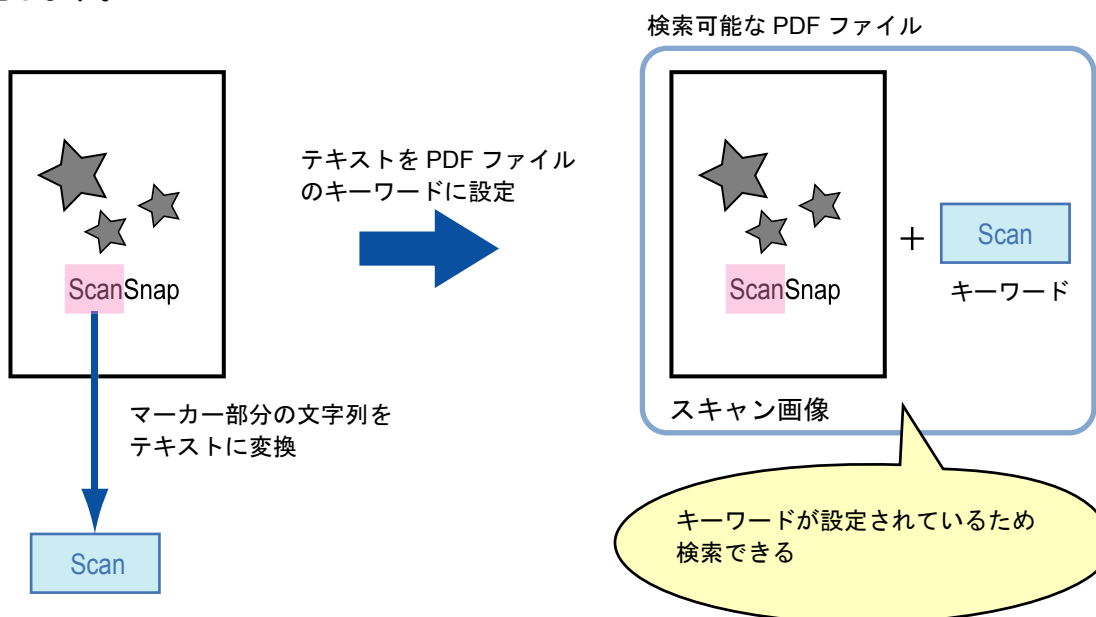 検索可能な PDF ファイル
テキストを PDF ファイル
のキーワードに設定
ScanSnap
マーカー部分の文字列を
テキストに変換
Scan
ScanSnap
＋
Scan
キーワード
スキャン画像
キーワードが設定されているため
検索できる